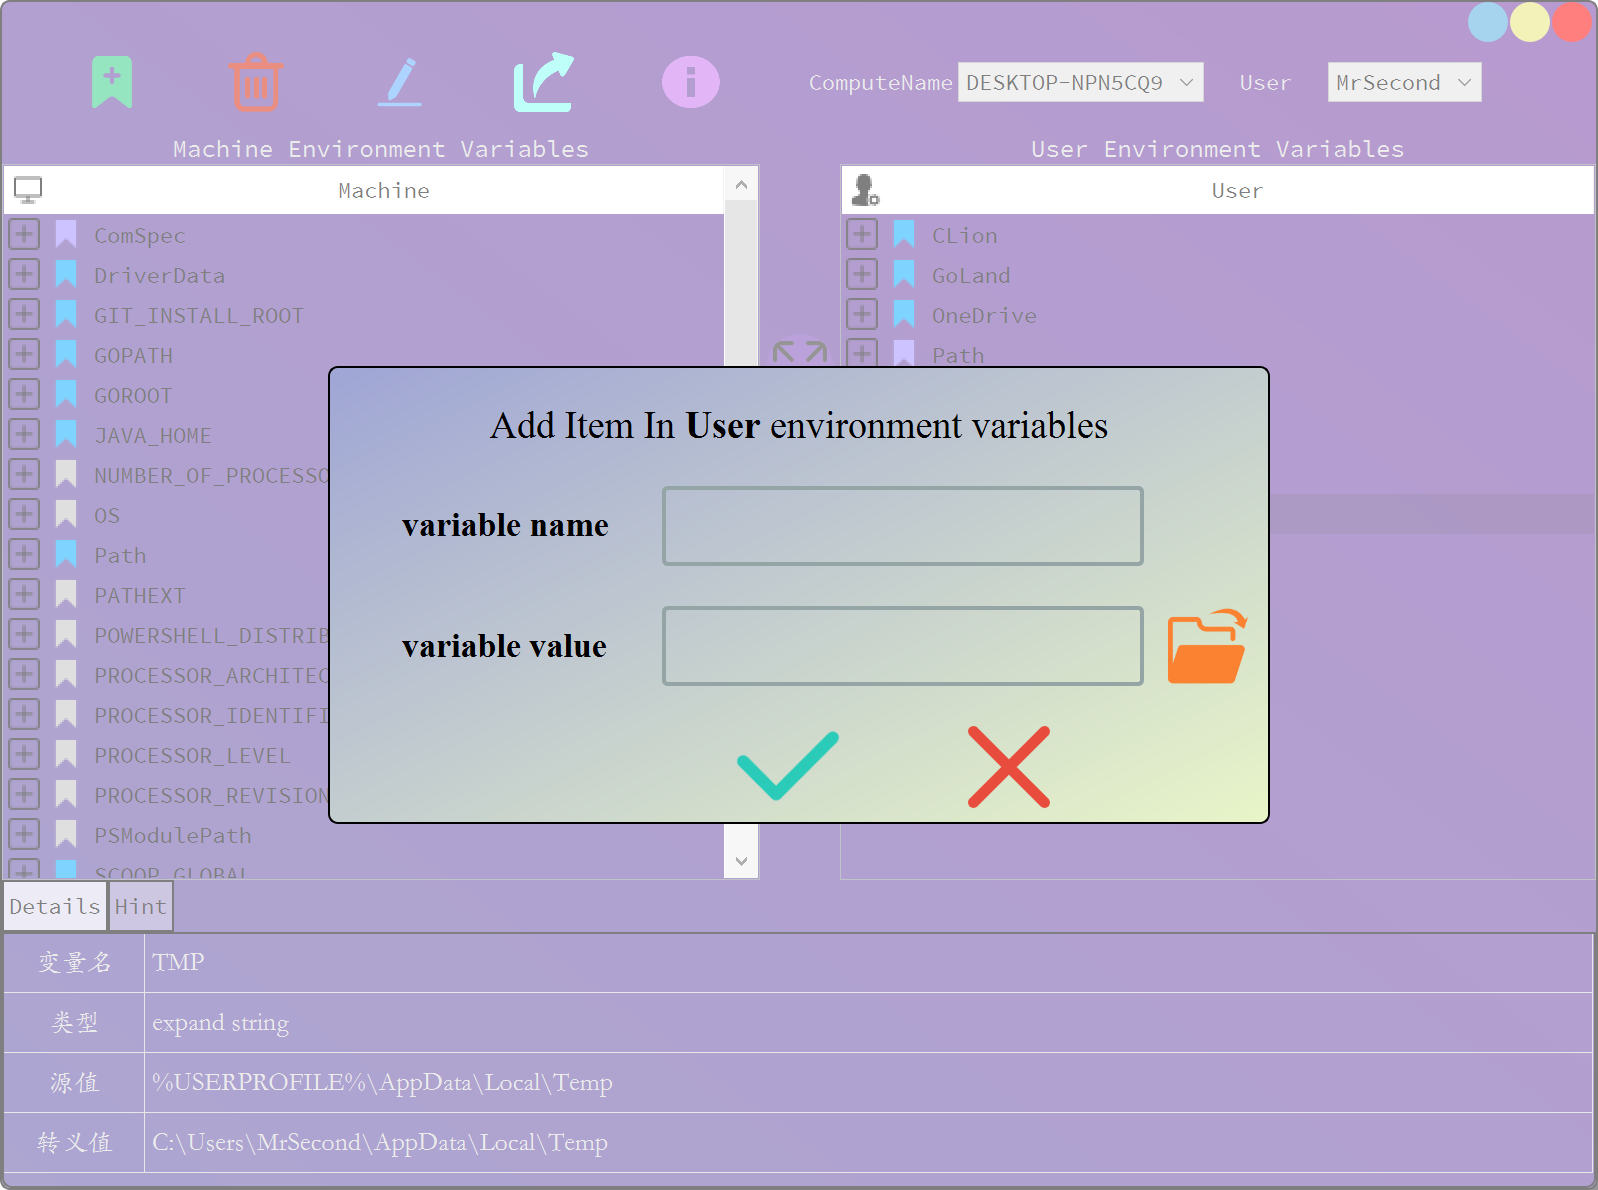 ComputeName DESKTOP-NPN5CQ9 User MrSecond
Machine Environment Variables
User Environment Variables
Machine
ComSpec
DriverData
GIT_INSTALL_ROOT
GOPATH
GOROOT
JAVA_HOME
NUMBER_OF_PROCESSO
OS
Path
PATHEXT
POWERSHELL_DISTRIB
PROCESSOR_ARCHITEC
PROCESSOR_IDENTIFI
PROCESSOR_LEVEL
PROCESSOR_REVISION
PSModulePath
SCOOP_GLOBAL
User
CLion
GoLand
OneDrive
Path
Add Item In User environment variables
variable name
variable value
Details Hint
变量名 TMP
类型 expand string
源值 %USERPROFILE%\AppData\Local\Temp
转义值 C:\Users\MrSecond\AppData\Local\Temp